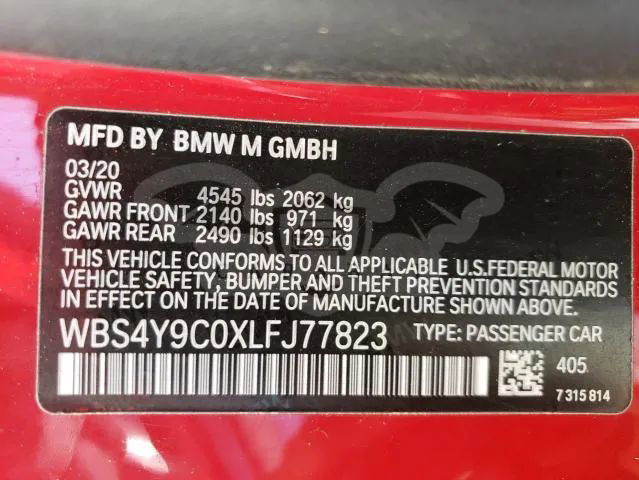 MFD BY BMW M GMBH
03/20
GVWR 4545 lbs 2062 kg
GAWR FRONT 2140 lbs 971 kg
GAWR REAR 2490 lbs 1129 kg
THIS VEHICLE CONFORMS TO ALL APPLICABLE U.S.FEDERAL MOTOR
VEHICLE SAFETY, BUMPER AND THEFT PREVENTION STANDARDS
IN EFFECT ON THE DATE OF MANUFACTURE SHOWN ABOVE.
WBS4Y9C0XLFJ77823 TYPE: PASSENGER CAR
405
7 315 814